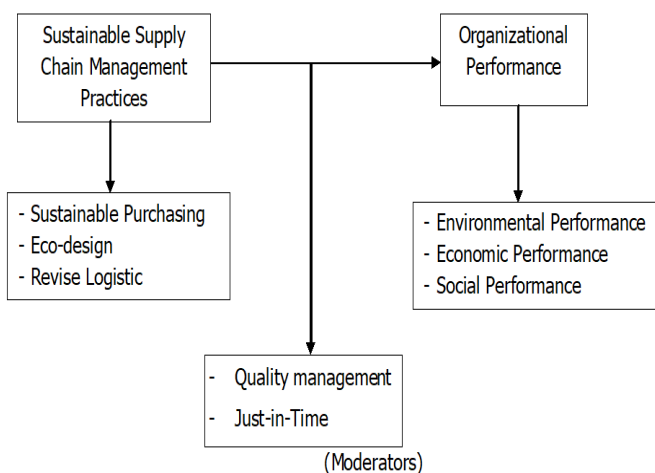 Sustainable Supply
Chain Management
Practices
Organizational
Performance
- Sustainable Purchasing
- Eco-design
- Revise Logistic
- Environmental Performance
- Economic Performance
- Social Performance
- Quality management
- Just-in-Time
(Moderators)